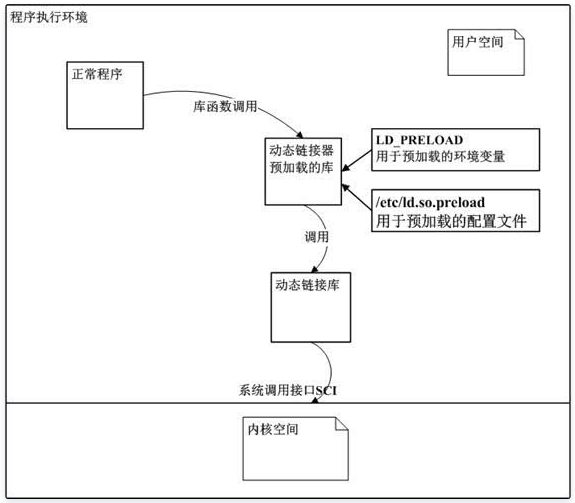 程序执行环境
用户空间
正常程序
库函数调用
动态链接器
预加载的库
LD_PRELOAD
用于预加载的环境变量
/etc/ld.so.preload
用于预加载的配置文件
调用
动态链接库
系统调用接口SCI
内核空间